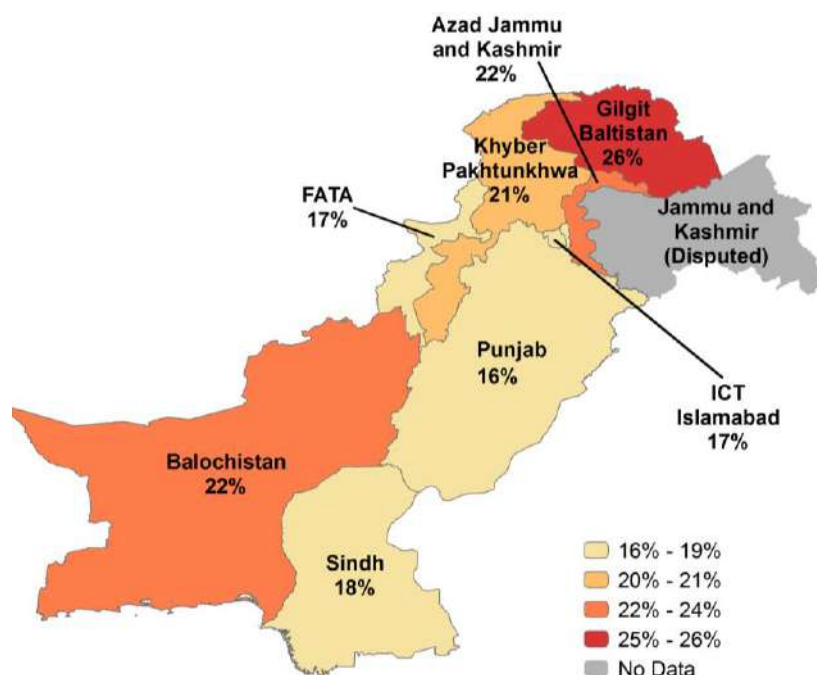 Azad Jammu
and Kashmir
22%
Gilgit
Baltistan
26%
Khyber
Pakhtunkhwa
21%
FATA
17%
Jammu and
Kashmir
(Disputed)
Punjab
16%
ICT
Islamabad
17%
Balochistan
22%
Sindh
18%
16% - 19%
20% - 21%
22% - 24%
25% - 26%
No Data